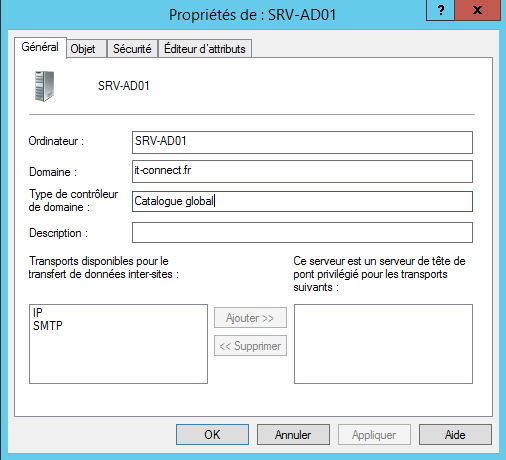 Propriétés de : SRV-AD01
?
x
Général
Objet
Sécurité
Éditeur d'attributs
SRV-AD01
Ordinateur :
SRV-AD01
Domaine :
it-connect.fr
Type de contrôleur
de domaine :
Catalogue global
Description :
Transports disponibles pour le
transfert de données inter-sites :
Ce serveur est un serveur de tête de
pont privilégié pour les transports
suivants :
IP
SMTP
Ajouter >>
<< Supprimer
OK
Annuler
Appliquer
Aide